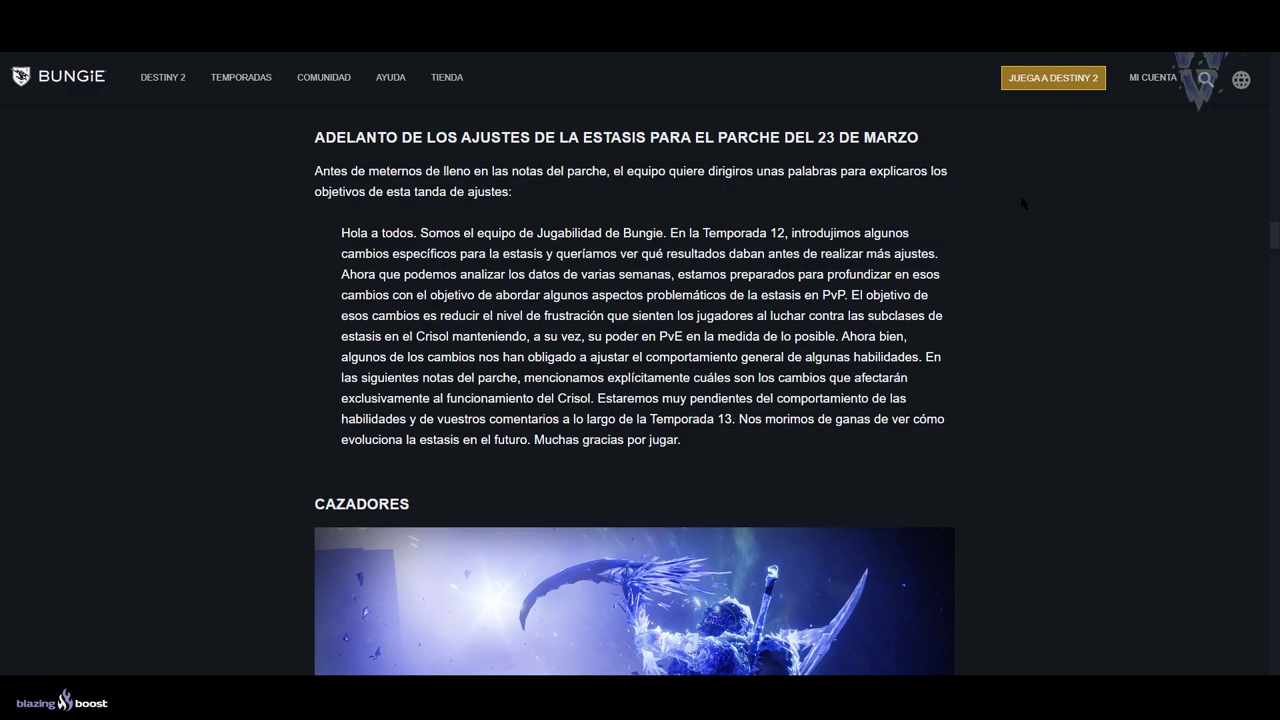 BUNGiE
DESTINY 2 TEMPORADAS COMUNIDAD AYUDA TIENDA
JUEGA A DESTINY 2 MI CUENTA
ADELANTO DE LOS AJUSTES DE LA ESTASIS PARA EL PARCHE DEL 23 DE MARZO
Antes de meternos de lleno en las notas del parche, el equipo quiere dirigiros unas palabras para explicaros los
objetivos de esta tanda de ajustes:
Hola a todos. Somos el equipo de Jugabilidad de Bungie. En la Temporada 12, introdujimos algunos
cambios específicos para la estasis y queríamos ver qué resultados daban antes de realizar más ajustes.
Ahora que podemos analizar los datos de varias semanas, estamos preparados para profundizar en esos
cambios con el objetivo de abordar algunos aspectos problemáticos de la estasis en PvP. El objetivo de
esos cambios es reducir el nivel de frustración que sienten los jugadores al luchar contra las subclases de
estasis en el Crisol manteniendo, a su vez, su poder en PvE en la medida de lo posible. Ahora bien,
algunos de los cambios nos han obligado a ajustar el comportamiento general de algunas habilidades. En
las siguientes notas del parche, mencionamos explícitamente cuáles son los cambios que afectarán
exclusivamente al funcionamiento del Crisol. Estaremos muy pendientes del comportamiento de las
habilidades y de vuestros comentarios a lo largo de la Temporada 13. Nos morimos de ganas de ver cómo
evoluciona la estasis en el futuro. Muchas gracias por jugar.
CAZADORES
blazing boost